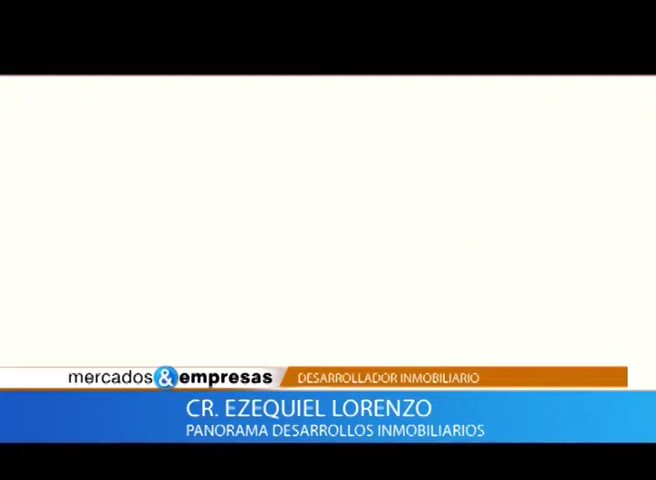 mercados&empresas DESARROLLADOR INMOBILIARIO
CR. EZEQUIEL LORENZO
PANORAMA DESARROLLOS INMOBILIARIOS